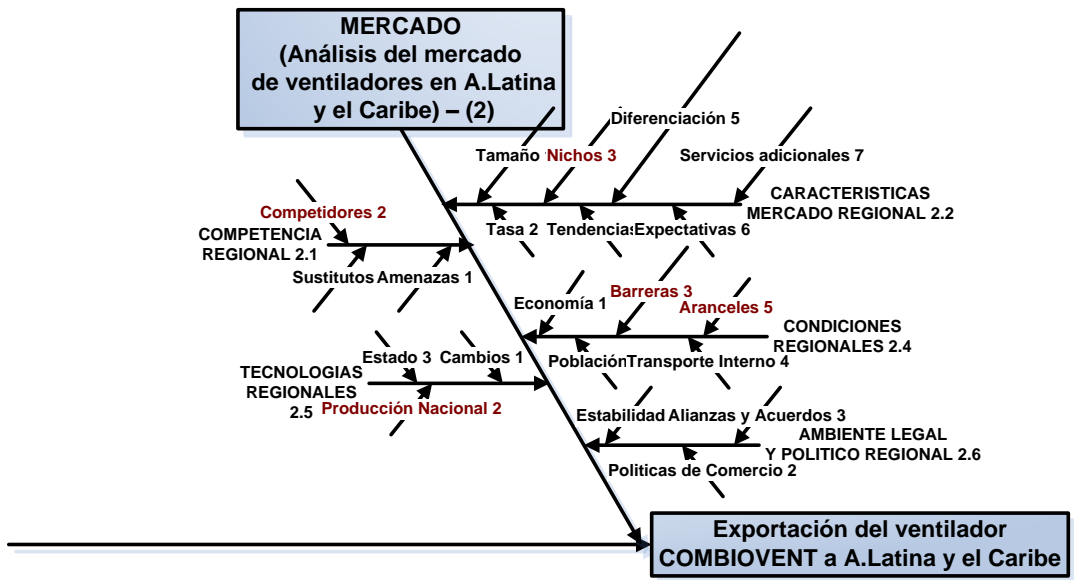 MERCADO
(Análisis del mercado
de ventiladores en A.Latina
y el Caribe) – (2)
Diferenciación 5
Tamaño
Nichos 3
Servicios adicionales 7
CARACTERISTICAS
MERCADO REGIONAL 2.2
Tasa 2
Tendencias
Expectativas 6
Competidores 2
COMPETENCIA
REGIONAL 2.1
Sustitutos
Amenazas 1
Economía 1
Barreras 3
Aranceles 5
CONDICIONES
REGIONALES 2.4
Población
Transporte Interno 4
Estado 3
Cambios 1
TECNOLOGIAS
REGIONALES
2.5
Producción Nacional 2
Estabilidad
Alianzas y Acuerdos 3
AMBIENTE LEGAL
Y POLITICO REGIONAL 2.6
Politicas de Comercio 2
Exportación del ventilador
COMBIOVENT a A.Latina y el Caribe